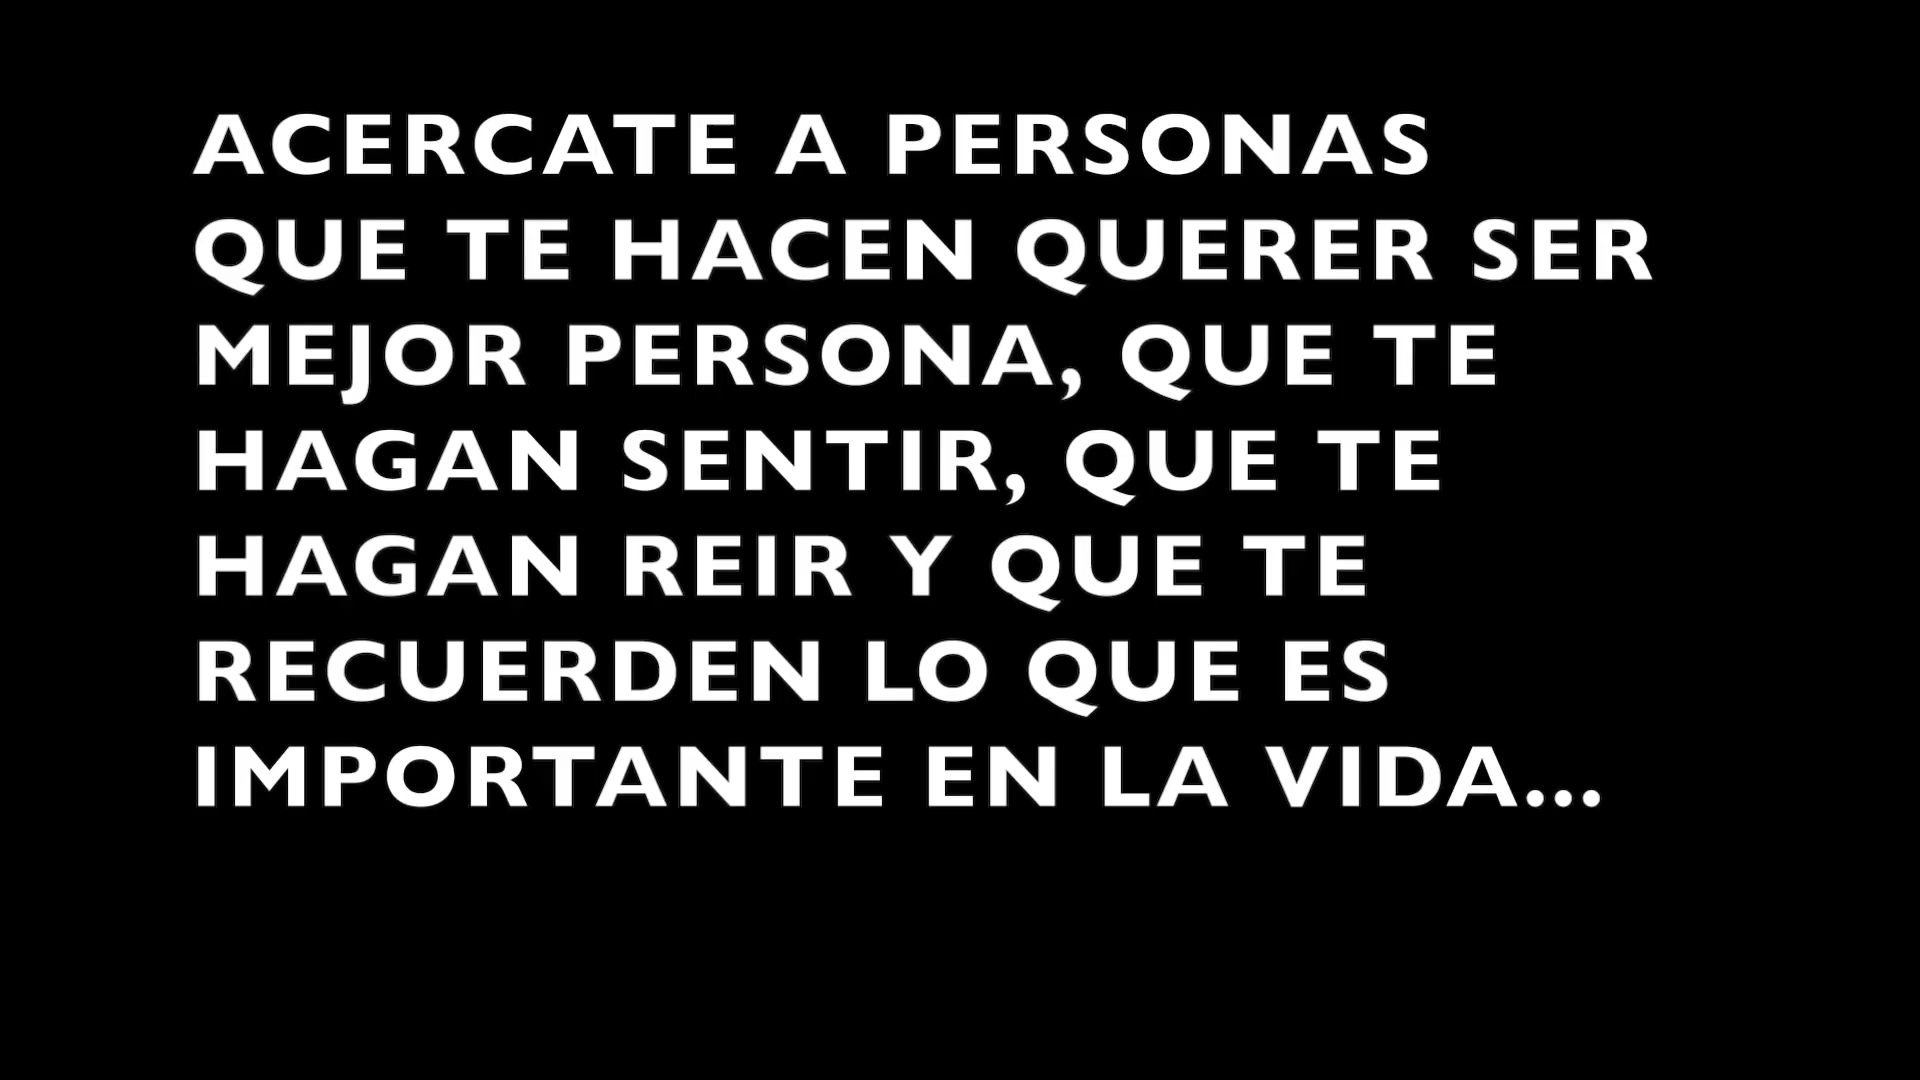 ACERCATE A PERSONAS
QUE TE HACEN QUERER SER
MEJOR PERSONA, QUE TE
HAGAN SENTIR, QUE TE
HAGAN REIR Y QUE TE
RECUERDEN LO QUE ES
IMPORTANTE EN LA VIDA...